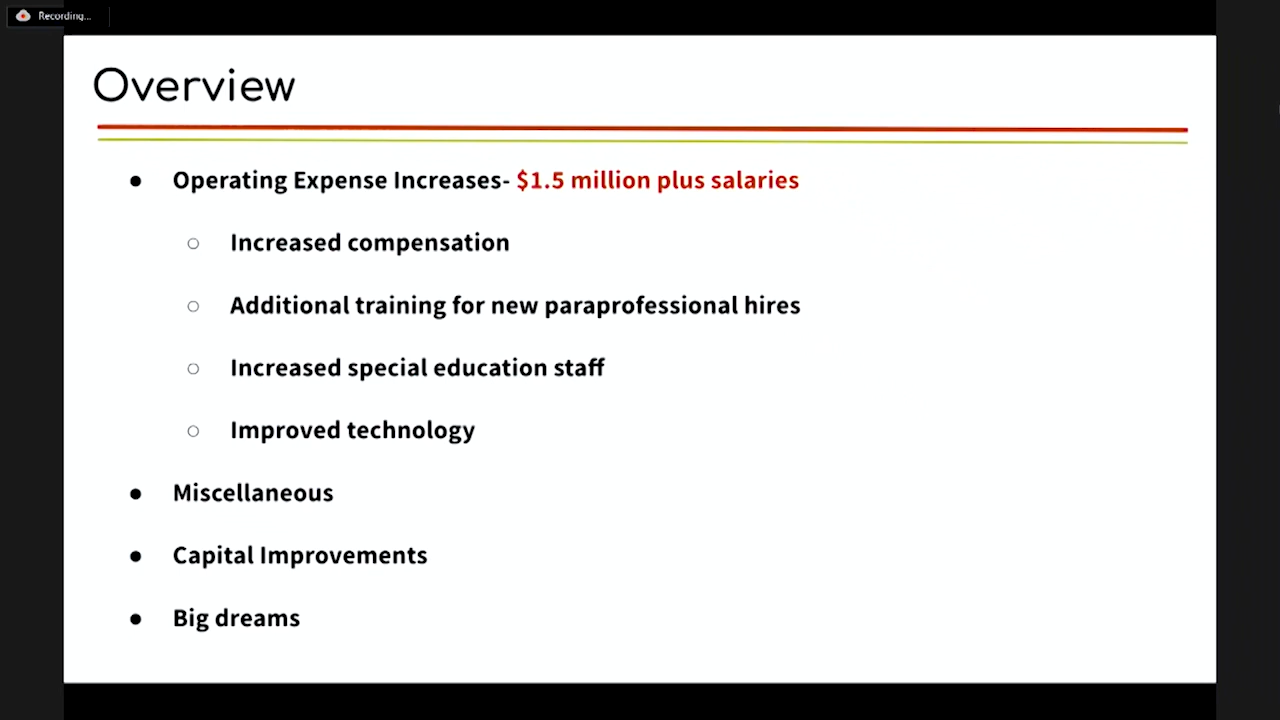 Recording...
Overview
● Operating Expense Increases- $1.5 million plus salaries
○ Increased compensation
○ Additional training for new paraprofessional hires
○ Increased special education staff
○ Improved technology
● Miscellaneous
● Capital Improvements
● Big dreams